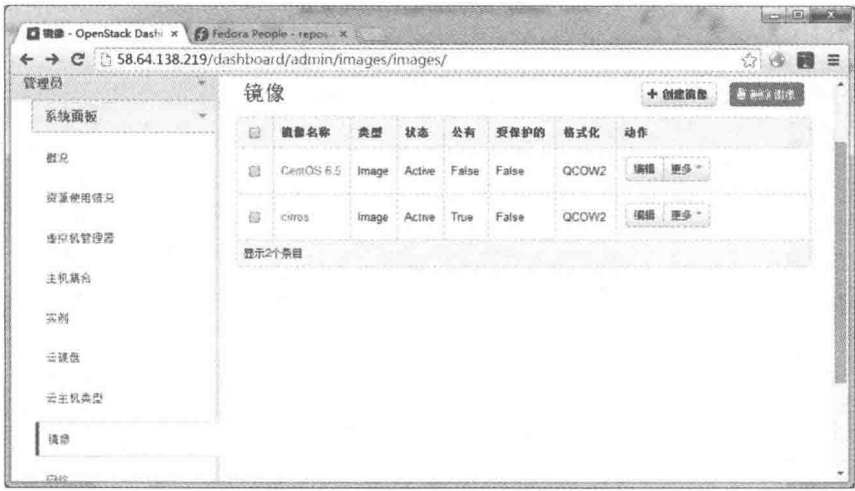 镜像 - OpenStack Dashi × Fedora People - repos ×
58.64.138.219/dashboard/admin/images/images/
管理员
系统面板
概况
资源使用情况
虚拟机管理器
主机集合
实例
云硬盘
云主机类型
镜像
镜像
+ 创建镜像
镜像名称 类型 状态 公有 受保护的 格式化 动作
CentOS 6.5 Image Active False False QCOW2 编辑 更多
cirros Image Active True False QCOW2 编辑 更多
显示2个条目